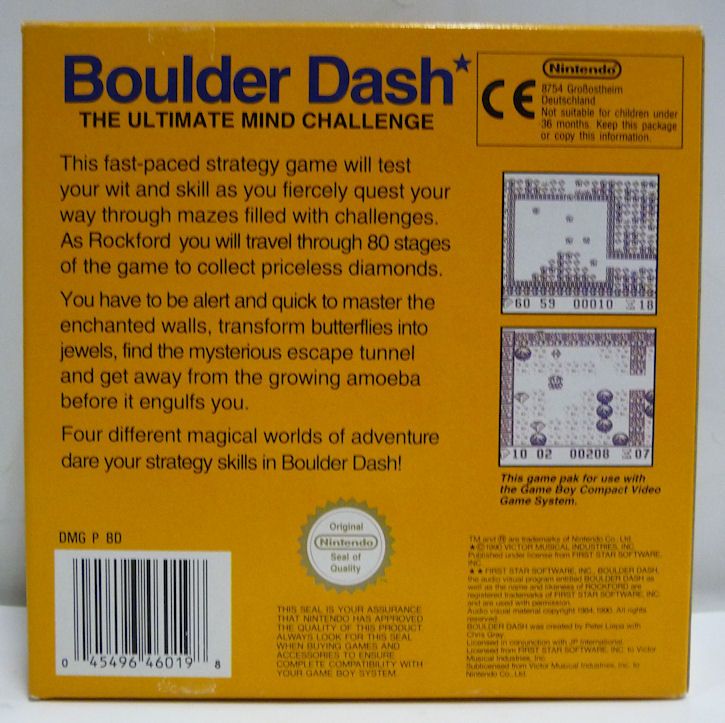 Boulder Dash*
THE ULTIMATE MIND CHALLENGE
Nintendo
8754 Großostheim
Deutschland
Not suitable for children under
36 months. Keep this package
or copy this information.
CE
This fast-paced strategy game will test
your wit and skill as you fiercely quest your
way through mazes filled with challenges.
As Rockford you will travel through 80 stages
of the game to collect priceless diamonds.
You have to be alert and quick to master the
enchanted walls, transform butterflies into
jewels, find the mysterious escape tunnel
and get away from the growing amoeba
before it engulfs you.
Four different magical worlds of adventure
dare your strategy skills in Boulder Dash!
60 59 00010 18
10 02 00208 07
This game pak for use with
the Game Boy Compact Video
Game System.
DMG P BD
0 45496 46019 8
Original
Nintendo
Seal of
Quality
THIS SEAL IS YOUR ASSURANCE
THAT NINTENDO HAS APPROVED
THE QUALITY OF THIS PRODUCT
ALWAYS LOOK FOR THIS SEAL
WHEN BUYING GAMES AND
ACCESSORIES TO ENSURE
COMPLETE COMPATIBILITY WITH
YOUR GAME BOY SYSTEM.
TM and ® are trademarks of Nintendo Co., Ltd.
★ © 1990 VICTOR MUSICAL INDUSTRIES, INC.
Published under license from FIRST STAR SOFTWARE,
INC.
★★ FIRST STAR SOFTWARE, INC., BOULDER DASH,
the audio visual program entitled BOULDER DASH as
well as the name and likeness of ROCKFORD are
registered trademarks of FIRST STAR SOFTWARE, INC.
and are used with permission.
Audio visual material copyright 1984, 1990. All rights
reserved.
BOULDER DASH was created by Peter Liepa with
Chris Gray.
Licensed in conjunction with JP International.
Licensed from FIRST STAR SOFTWARE, INC. to Victor
Musical Industries, Inc.
Sublicensed from Victor Musical Industries, Inc. to
Nintendo Co., Ltd.